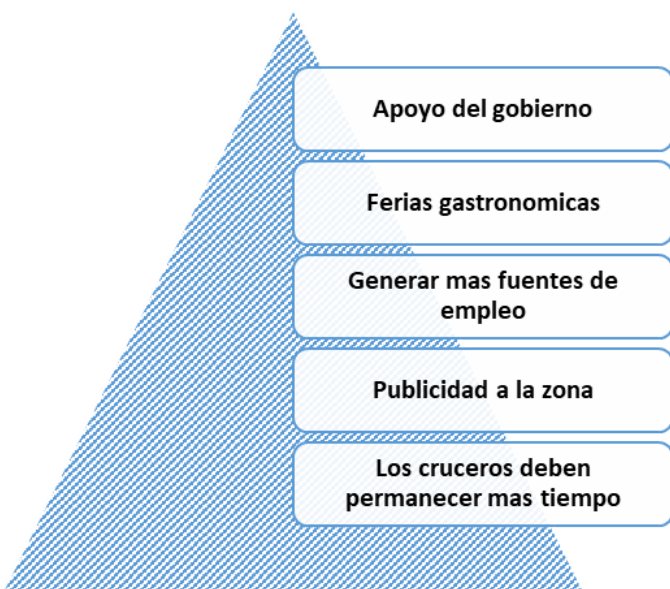 Apoyo del gobierno
Ferias gastronomicas
Generar mas fuentes de
empleo
Publicidad a la zona
Los cruceros deben
permanecer mas tiempo